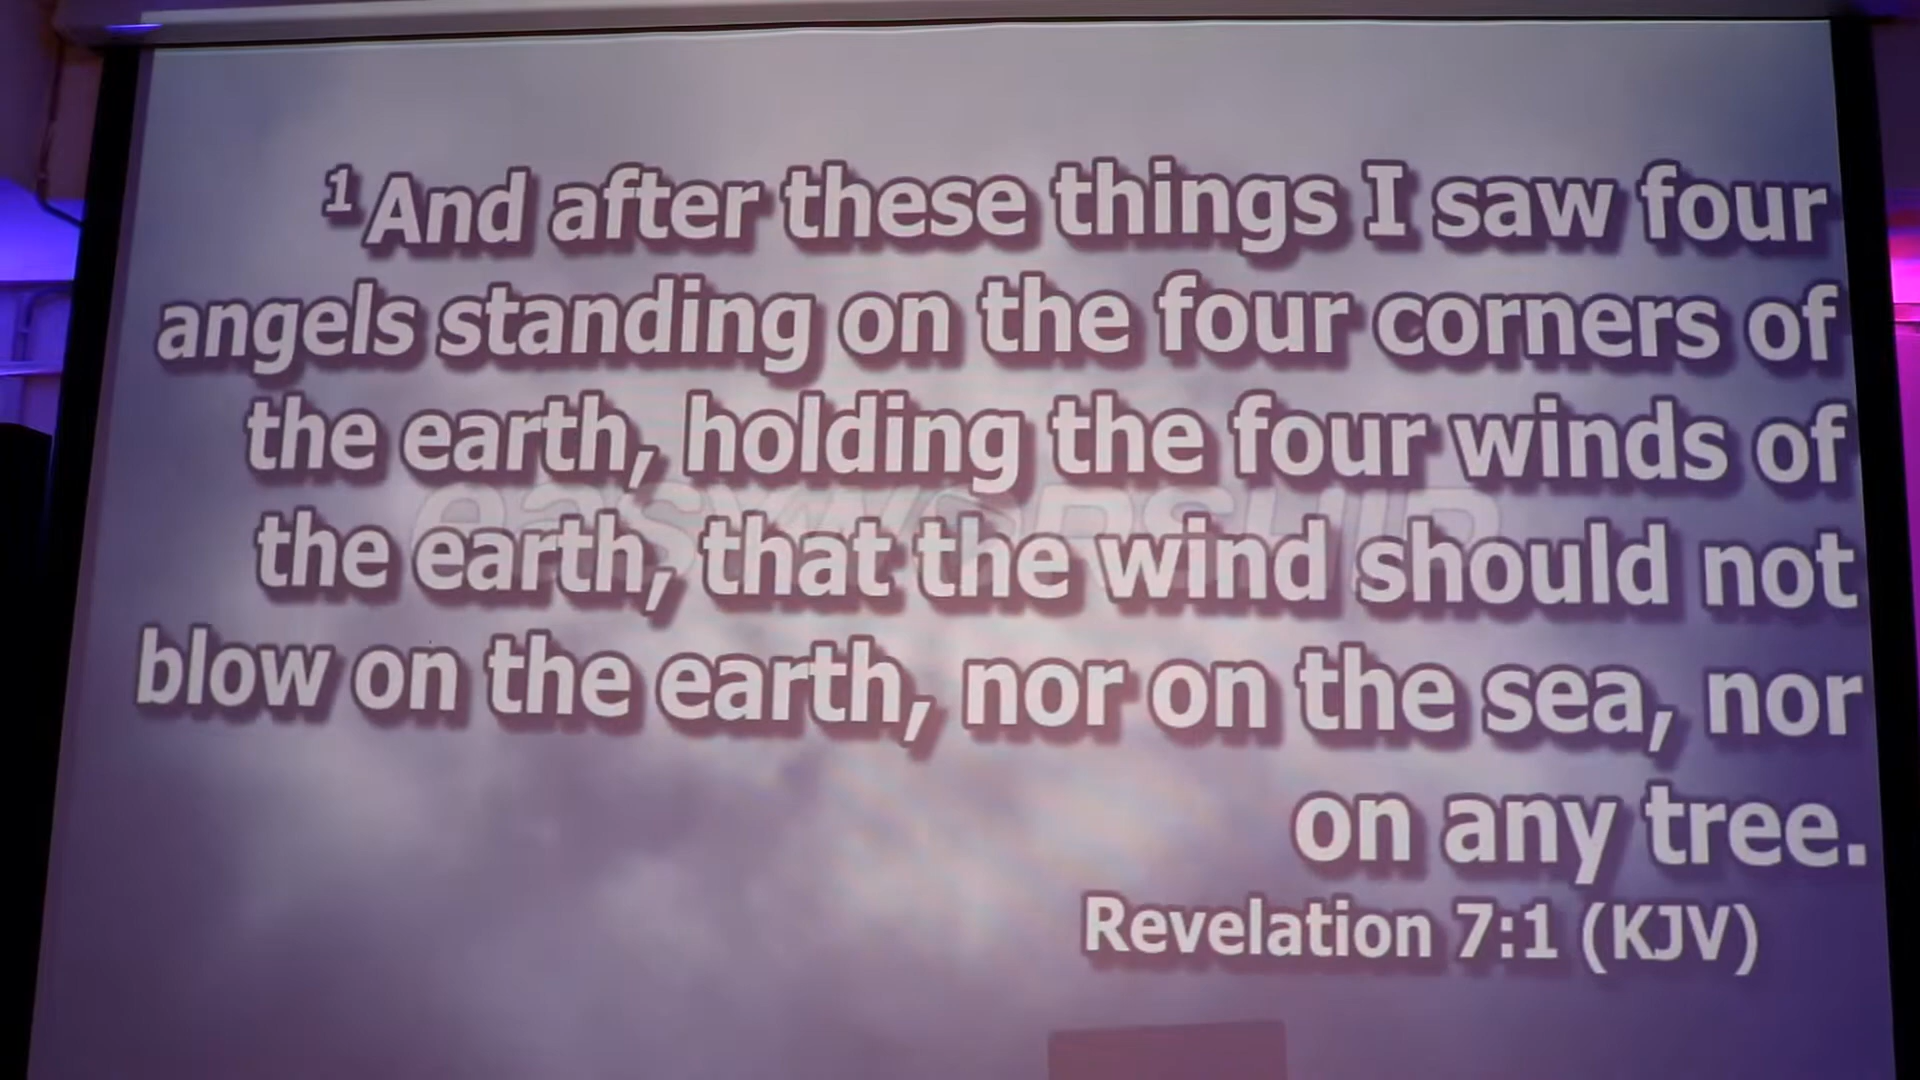 1 And after these things I saw four
angels standing on the four corners of
the earth, holding the four winds of
easyworship
the earth, that the wind should not
blow on the earth, nor on the sea, nor
on any tree.
Revelation 7:1 (KJV)